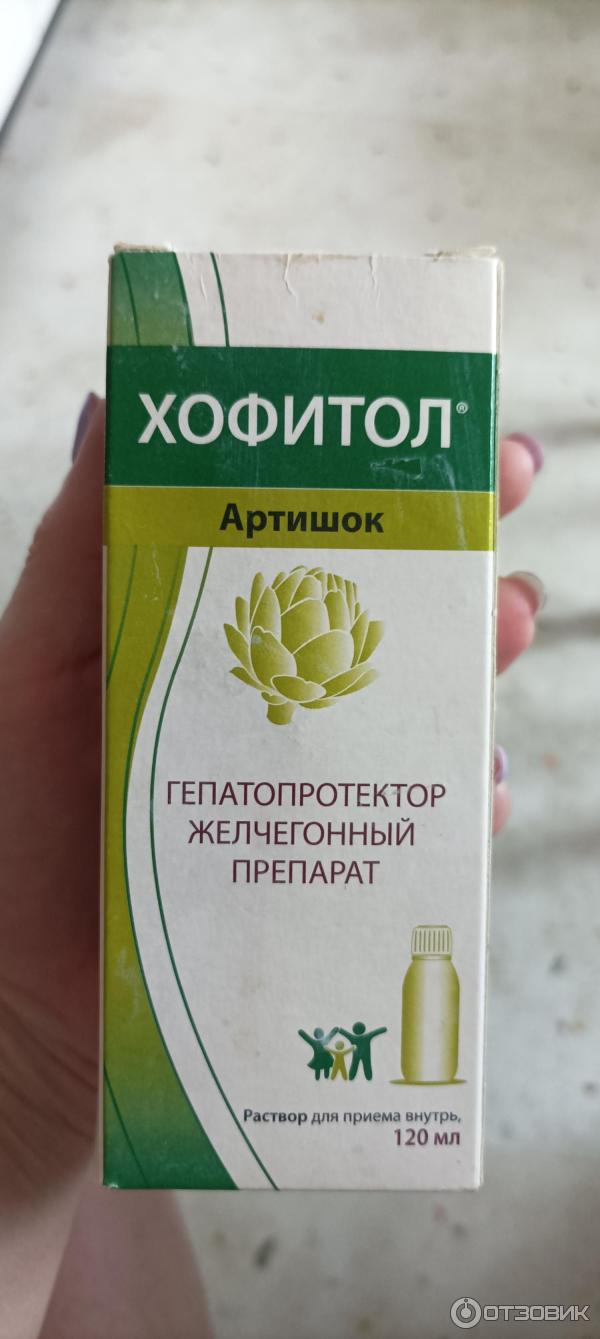 ХОФИТОЛ®
Артишок
ГЕПАТОПРОТЕКТОР
ЖЕЛЧЕГОННЫЙ
ПРЕПАРАТ
Раствор для приема внутрь,
120 мл
ОТЗОВИК